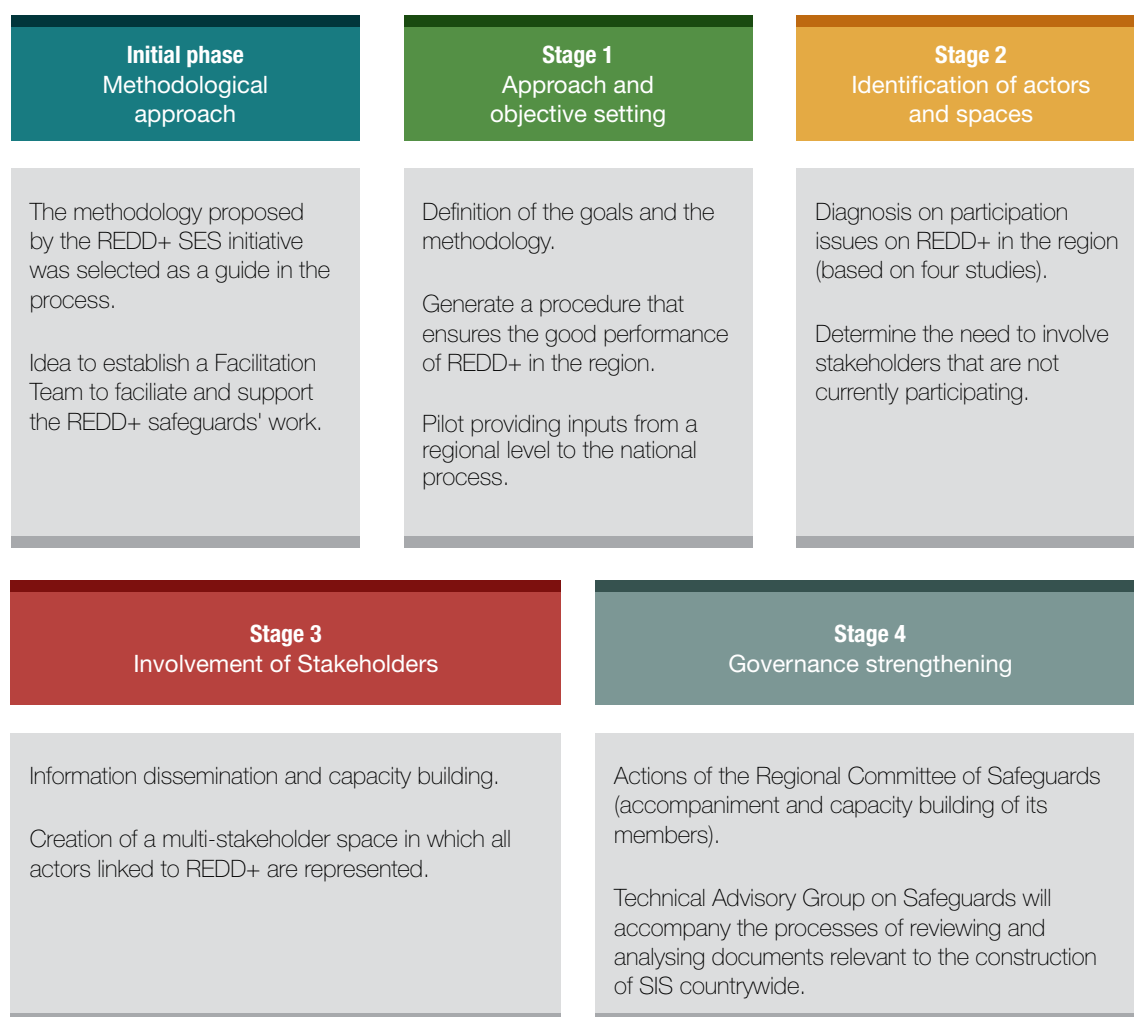 Initial phase
Methodological
approach
The methodology proposed
by the REDD+ SES initiative
was selected as a guide in the
process.
Idea to establish a Facilitation
Team to faciliate and support
the REDD+ safeguards' work.
Stage 1
Approach and
objective setting
Definition of the goals and the
methodology.
Generate a procedure that
ensures the good performance
of REDD+ in the region.
Pilot providing inputs from a
regional level to the national
process.
Stage 2
Identification of actors
and spaces
Diagnosis on participation
issues on REDD+ in the region
(based on four studies).
Determine the need to involve
stakeholders that are not
currently participating.
Stage 3
Involvement of Stakeholders
Information dissemination and capacity building.
Creation of a multi-stakeholder space in which all
actors linked to REDD+ are represented.
Stage 4
Governance strengthening
Actions of the Regional Committee of Safeguards
(accompaniment and capacity building of its
members).
Technical Advisory Group on Safeguards will
accompany the processes of reviewing and
analysing documents relevant to the construction
of SIS countrywide.